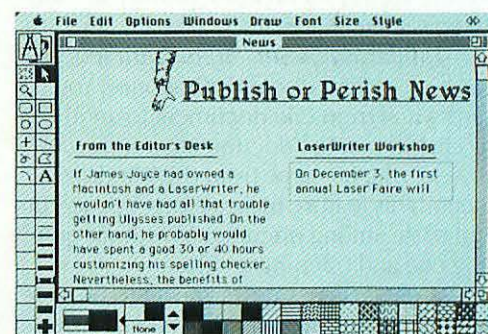 File Edit Options Windows Draw Font Size Style
News
A
Publish or Perish News
From the Editor's Desk
If James Joyce had owned a
Macintosh and a LaserWriter, he
wouldn't have had all that trouble
getting Ulysses published. On the
other hand, he probably would
have spent a good 30 or 40 hours
customizing his spelling checker.
Nevertheless, the benefits of
LaserWriter Workshop
On December 3, the first
annual Laser Faire will
None